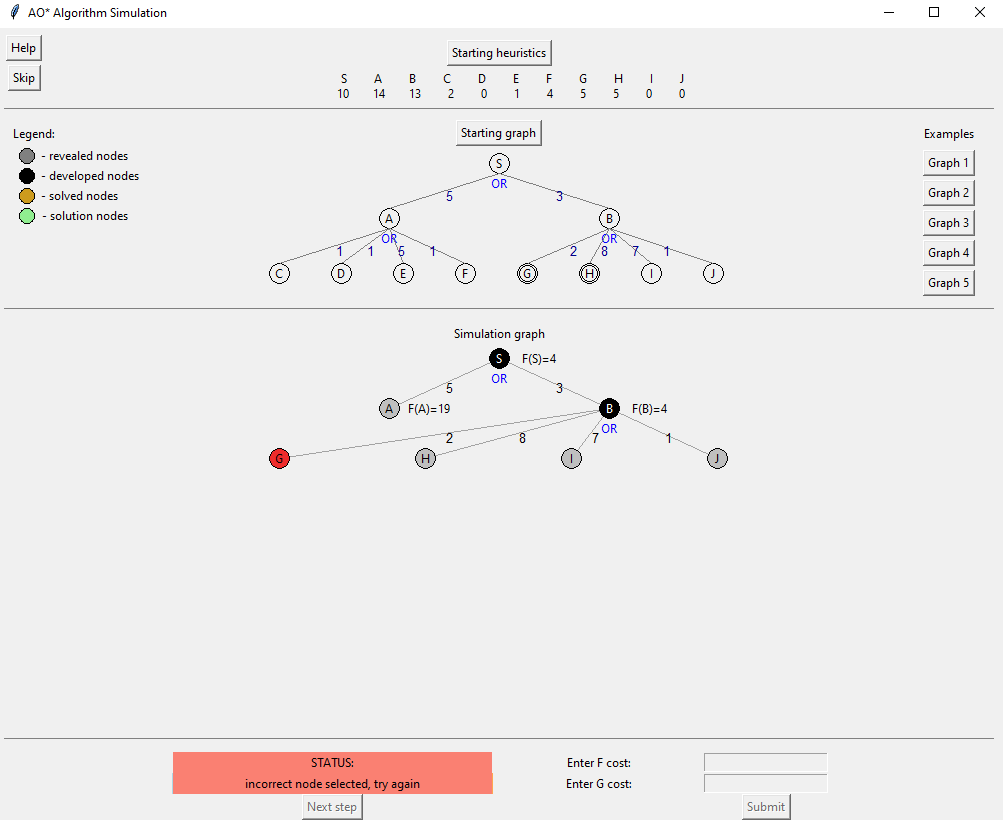 AO* Algorithm Simulation
Help
Skip
Starting heuristics
S A B C D E F G H I J
10 14 13 2 0 1 4 5 5 0 0
Legend:
- revealed nodes
- developed nodes
- solved nodes
- solution nodes
Starting graph
Examples
Graph 1
Graph 2
Graph 3
Graph 4
Graph 5
S
OR
5 3
A B
OR OR
1 1 5 1 2 8 7 1
C D E F G H I J
Simulation graph
S F(S)=4
OR
5 3
A F(A)=19 B F(B)=4
OR
2 8 7 1
G H I J
STATUS:
incorrect node selected, try again
Next step
Enter F cost:
Enter G cost:
Submit